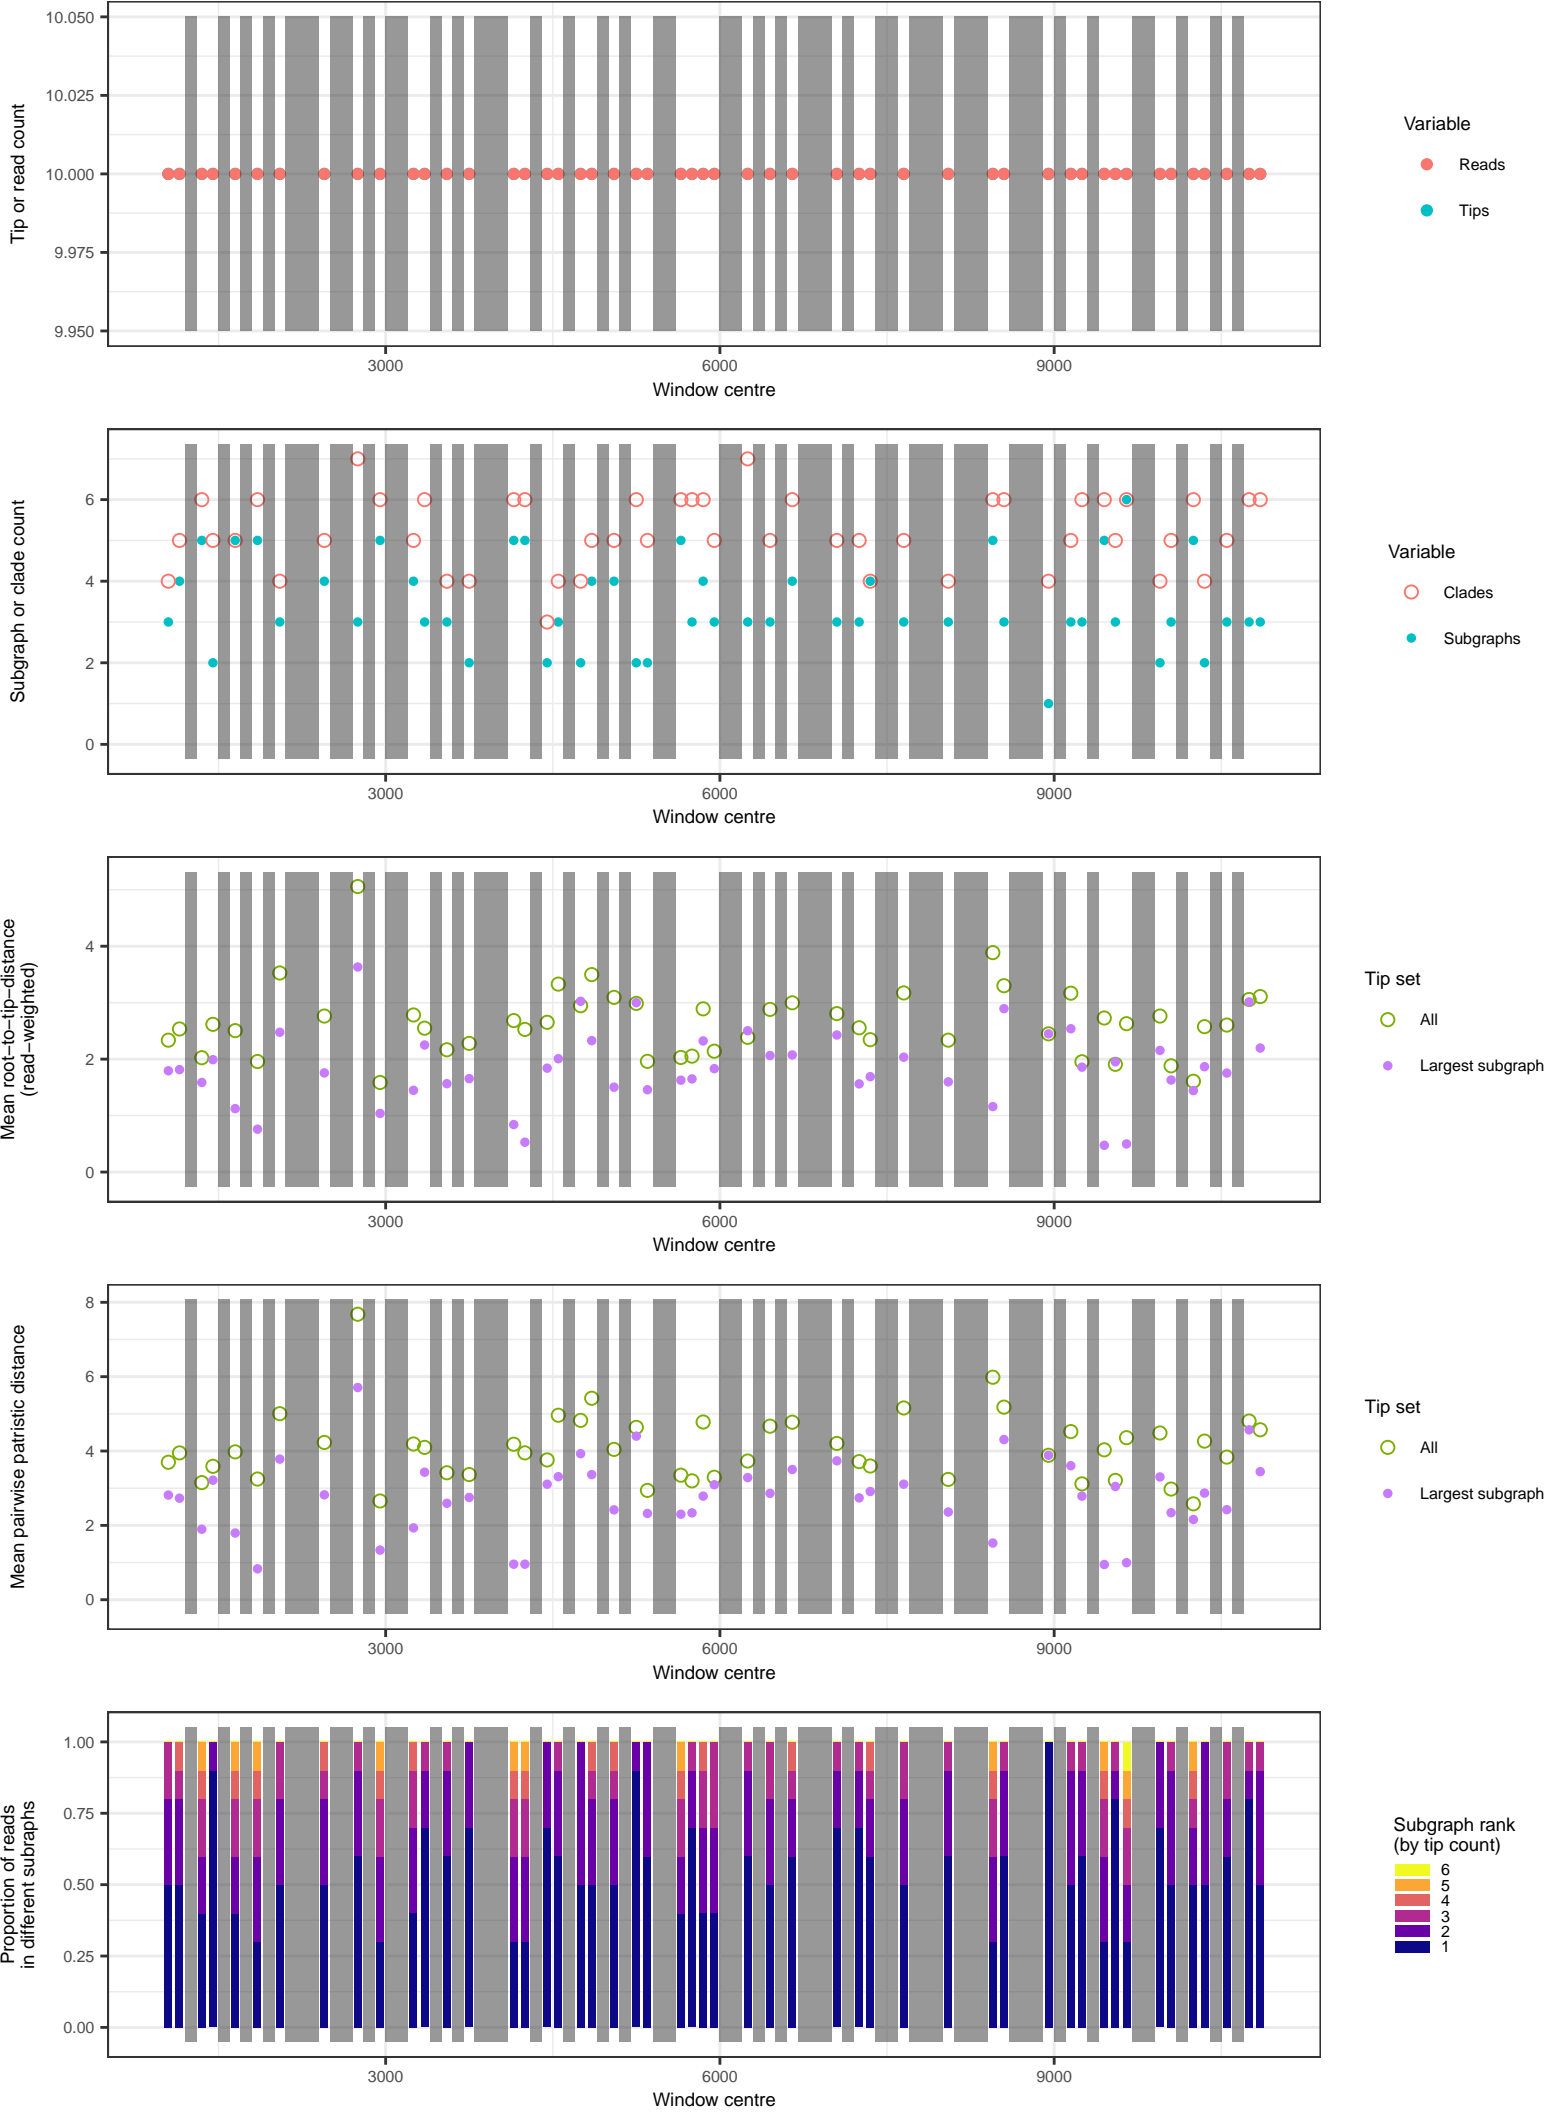 10.050
10.025
10.000
9.975
9.950
Tip or read count
3000 6000 9000
Window centre
Variable
Reads
Tips
6
4
2
0
Subgraph or clade count
3000 6000 9000
Window centre
Variable
Clades
Subgraphs
4
2
0
Mean root−to−tip−distance
(read−weighted)
3000 6000 9000
Window centre
Tip set
All
Largest subgraph
8
6
4
2
0
Mean pairwise patristic distance
3000 6000 9000
Window centre
Tip set
All
Largest subgraph
1.00
0.75
0.50
0.25
0.00
Proportion of reads
in different subraphs
3000 6000 9000
Window centre
Subgraph rank
(by tip count)
6
5
4
3
2
1